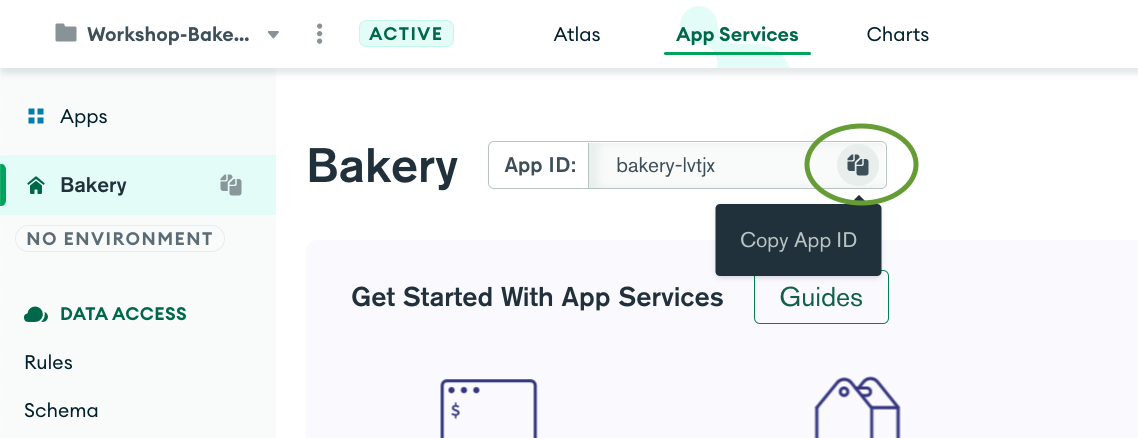 Workshop-Bake...
ACTIVE
Atlas
App Services
Charts
Apps
Bakery
NO ENVIRONMENT
DATA ACCESS
Rules
Schema
Bakery
App ID:
bakery-lvtjx
Copy App ID
Get Started With App Services
Guides
$